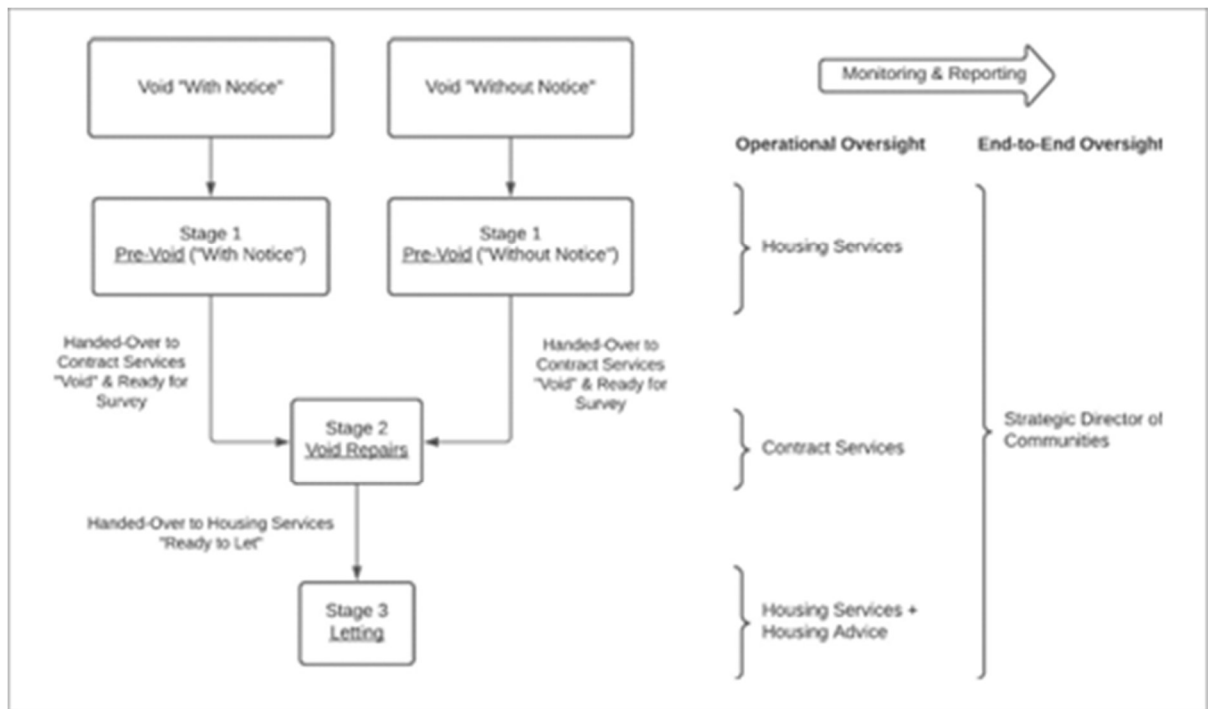 Void "With Notice"
Void "Without Notice"
Monitoring & Reporting
Operational Oversight
End-to-End Oversight
Stage 1
Pre-Void ("With Notice")
Stage 1
Pre-Void ("Without Notice")
Housing Services
Handed-Over to
Contract Services
"Void" & Ready for
Survey
Handed-Over to
Contract Services
"Void" & Ready for
Survey
Stage 2
Void Repairs
Contract Services
Strategic Director of
Communities
Handed-Over to Housing Services
"Ready to Let"
Stage 3
Letting
Housing Services +
Housing Advice